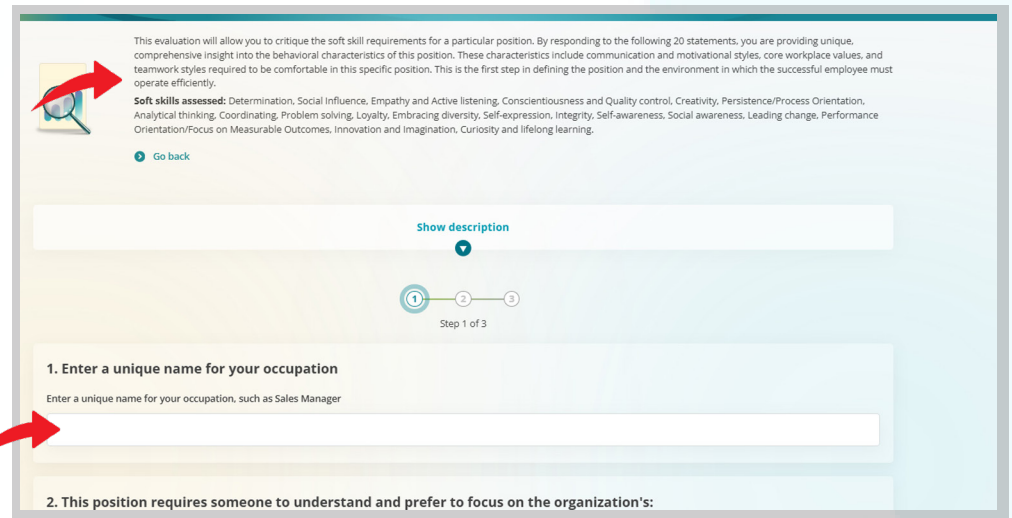 This evaluation will allow you to critique the soft skill requirements for a particular position. By responding to the following 20 statements, you are providing unique,
comprehensive insight into the behavioral characteristics of this position. These characteristics include communication and motivational styles, core workplace values, and
teamwork styles required to be comfortable in this specific position. This is the first step in defining the position and the environment in which the successful employee must
operate efficiently.
Soft skills assessed: Determination, Social Influence, Empathy and Active listening, Conscientiousness and Quality control, Creativity, Persistence/Process Orientation,
Analytical thinking, Coordinating, Problem solving, Loyalty, Embracing diversity, Self-expression, Integrity, Self-awareness, Social awareness, Leading change, Performance
Orientation/Focus on Measurable Outcomes, Innovation and Imagination, Curiosity and lifelong learning.
Go back
Show description
1 2 3
Step 1 of 3
1. Enter a unique name for your occupation
Enter a unique name for your occupation, such as Sales Manager
2. This position requires someone to understand and prefer to focus on the organization's: